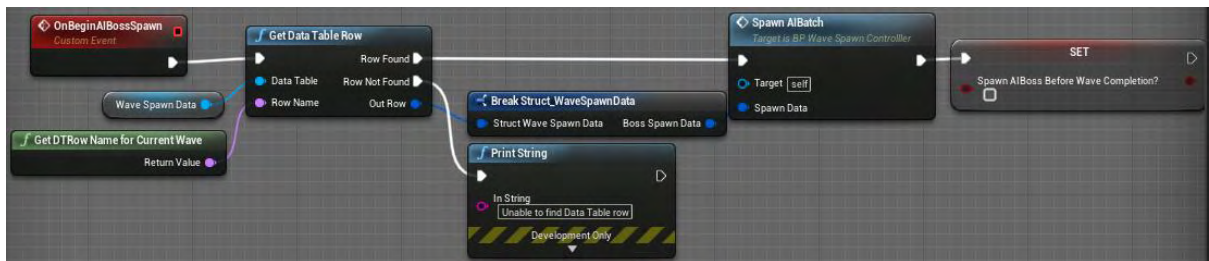 OnBeginAIBossSpawn
Custom Event
Wave Spawn Data
Get DTRow Name for Current Wave
Return Value
Get Data Table Row
Row Found
Data Table
Row Not Found
Row Name
Out Row
Break Struct_WaveSpawnData
Struct Wave Spawn Data
Boss Spawn Data
Print String
In String
Unable to find Data Table row
Development Only
Spawn AIBatch
Target is BP Wave Spawn Controlller
Target
self
Spawn Data
SET
Spawn AIBoss Before Wave Completion?